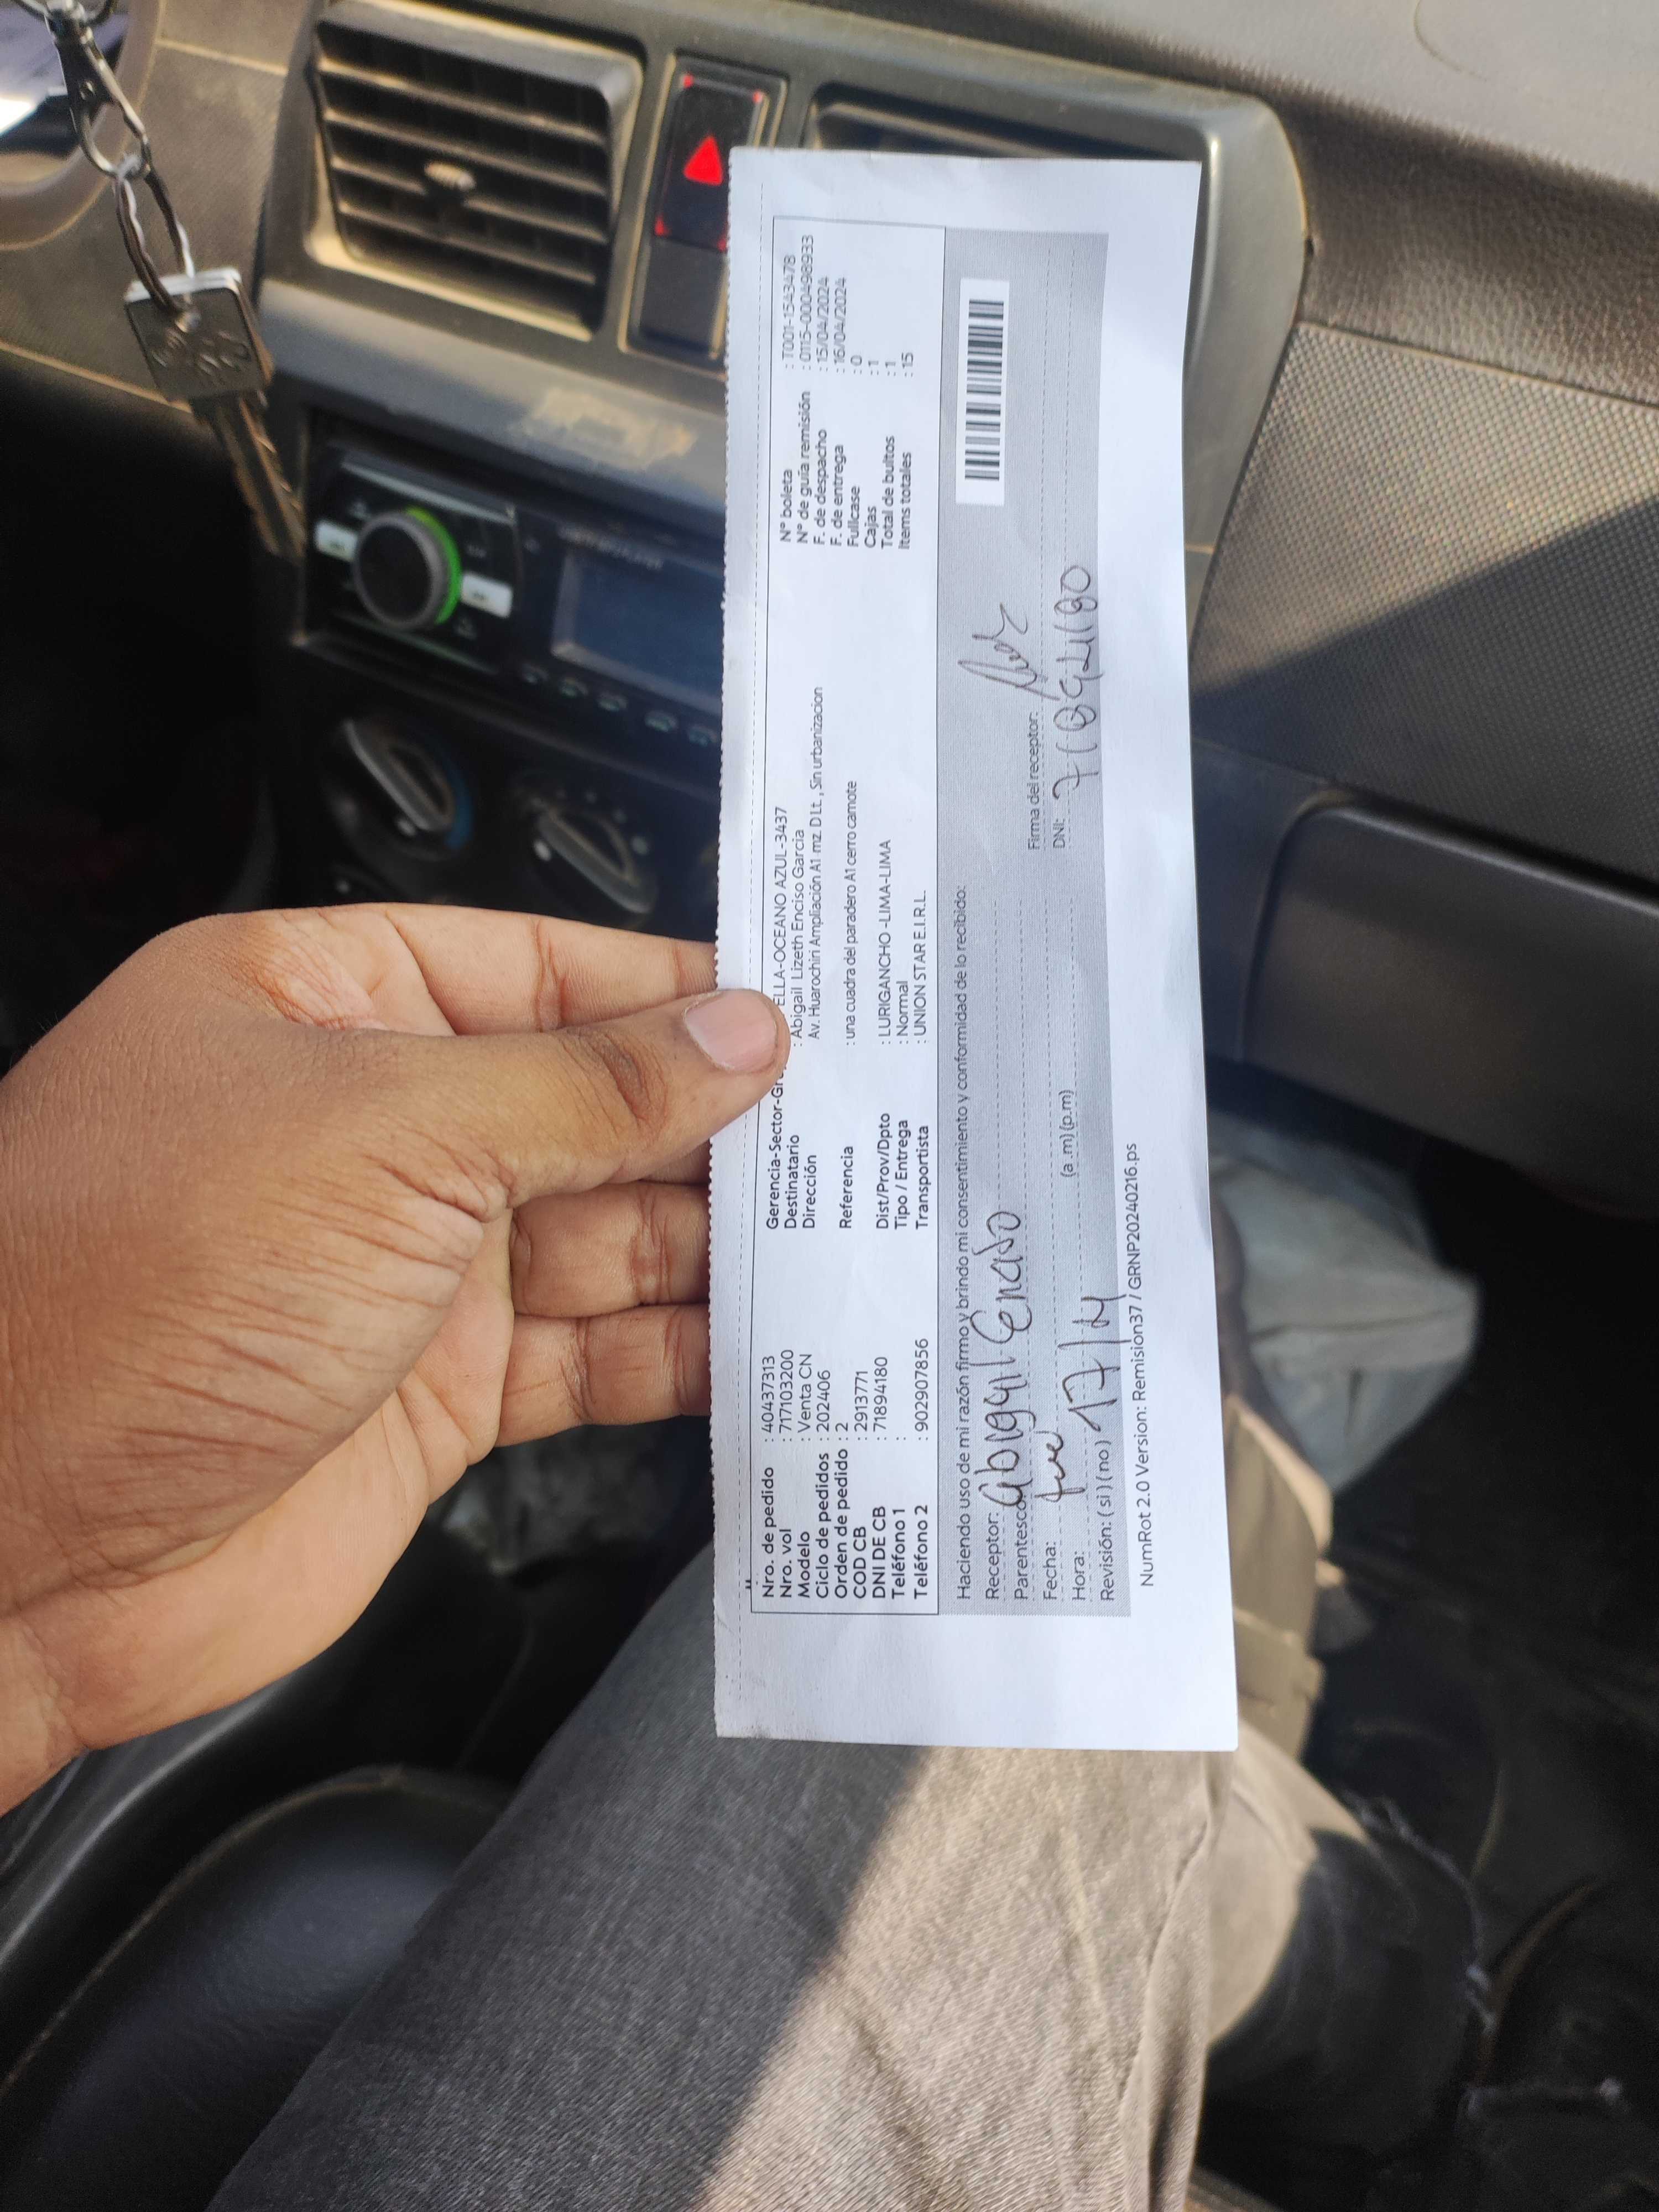 Nro. de pedido : 40437313
Nro. vol : 717103200
Modelo : Venta CN
Ciclo de pedidos : 202406
Orden de pedido : 2
COD CB : 2913771
DNI DE CB : 71894180
Teléfono 1 :
Teléfono 2 : 902907856
Gerencia-Sector-Gr ELLA-OCEANO AZUL-3437
Destinatario : Abigail Lizeth Enciso Garcia
Dirección Av. Huarochiri Ampliación A1 mz. D Lt. , Sin urbanizacion
Referencia : una cuadra del paradero A1 cerro camote
Dist/Prov/Dpto : LURIGANCHO -LIMA-LIMA
Tipo / Entrega : Normal
Transportista : UNION STAR E.I.R.L.
N° boleta : T001-1543478
N° de guía remisión : 0115-000498933
F. de despacho : 15/04/2024
F. de entrega : 16/04/2024
Fullcase : 0
Cajas : 1
Total de bultos : 1
Items totales : 15
Haciendo uso de mi razón firmo y brindo mi consentimiento y conformidad de lo recibido:
Receptor: Abigail Enciso
Parentesco
Fecha:
Hora: (a .m) (p.m)
Revisión: ( si ) ( no ) 17/4
Firma del receptor:
DNI: 71894180
NumRot 2.0 Version: Remision37 / GRNP20240216.ps